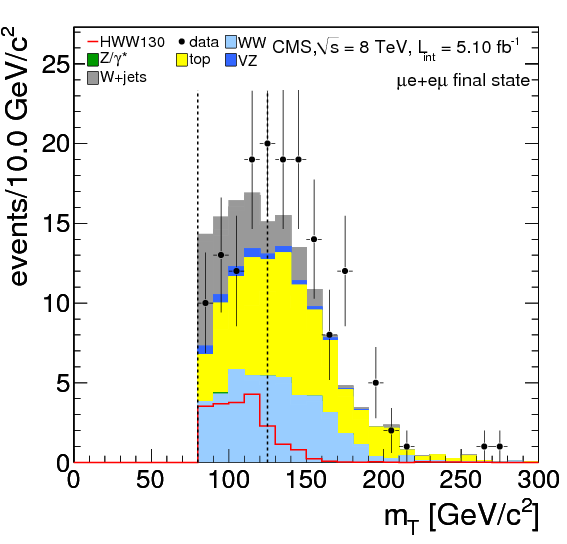 HWW130
data
WW
Z/γ*
top
VZ
W+jets
CMS,√s = 8 TeV, L_int = 5.10 fb⁻¹
μe+eμ final state
events/10.0 GeV/c²
25
20
15
10
5
0
0 50 100 150 200 250 300
m_T [GeV/c²]